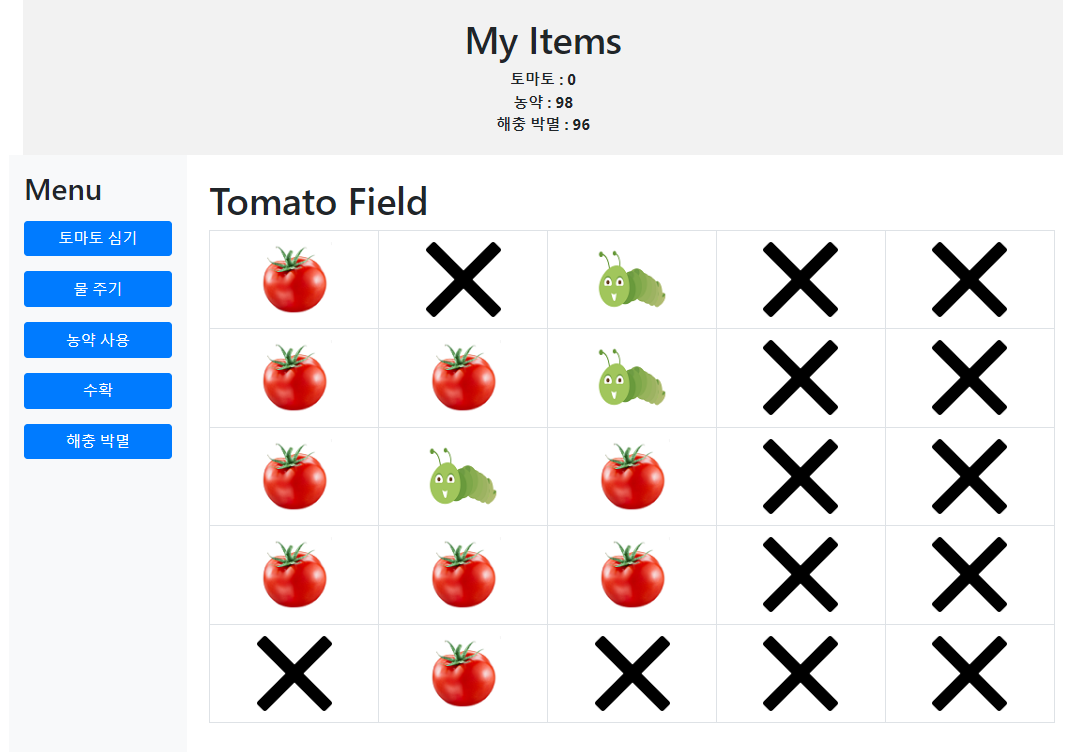 My Items
토마토 : 0
농약 : 98
해충 박멸 : 96
Menu
토마토 심기
물 주기
농약 사용
수확
해충 박멸
Tomato Field